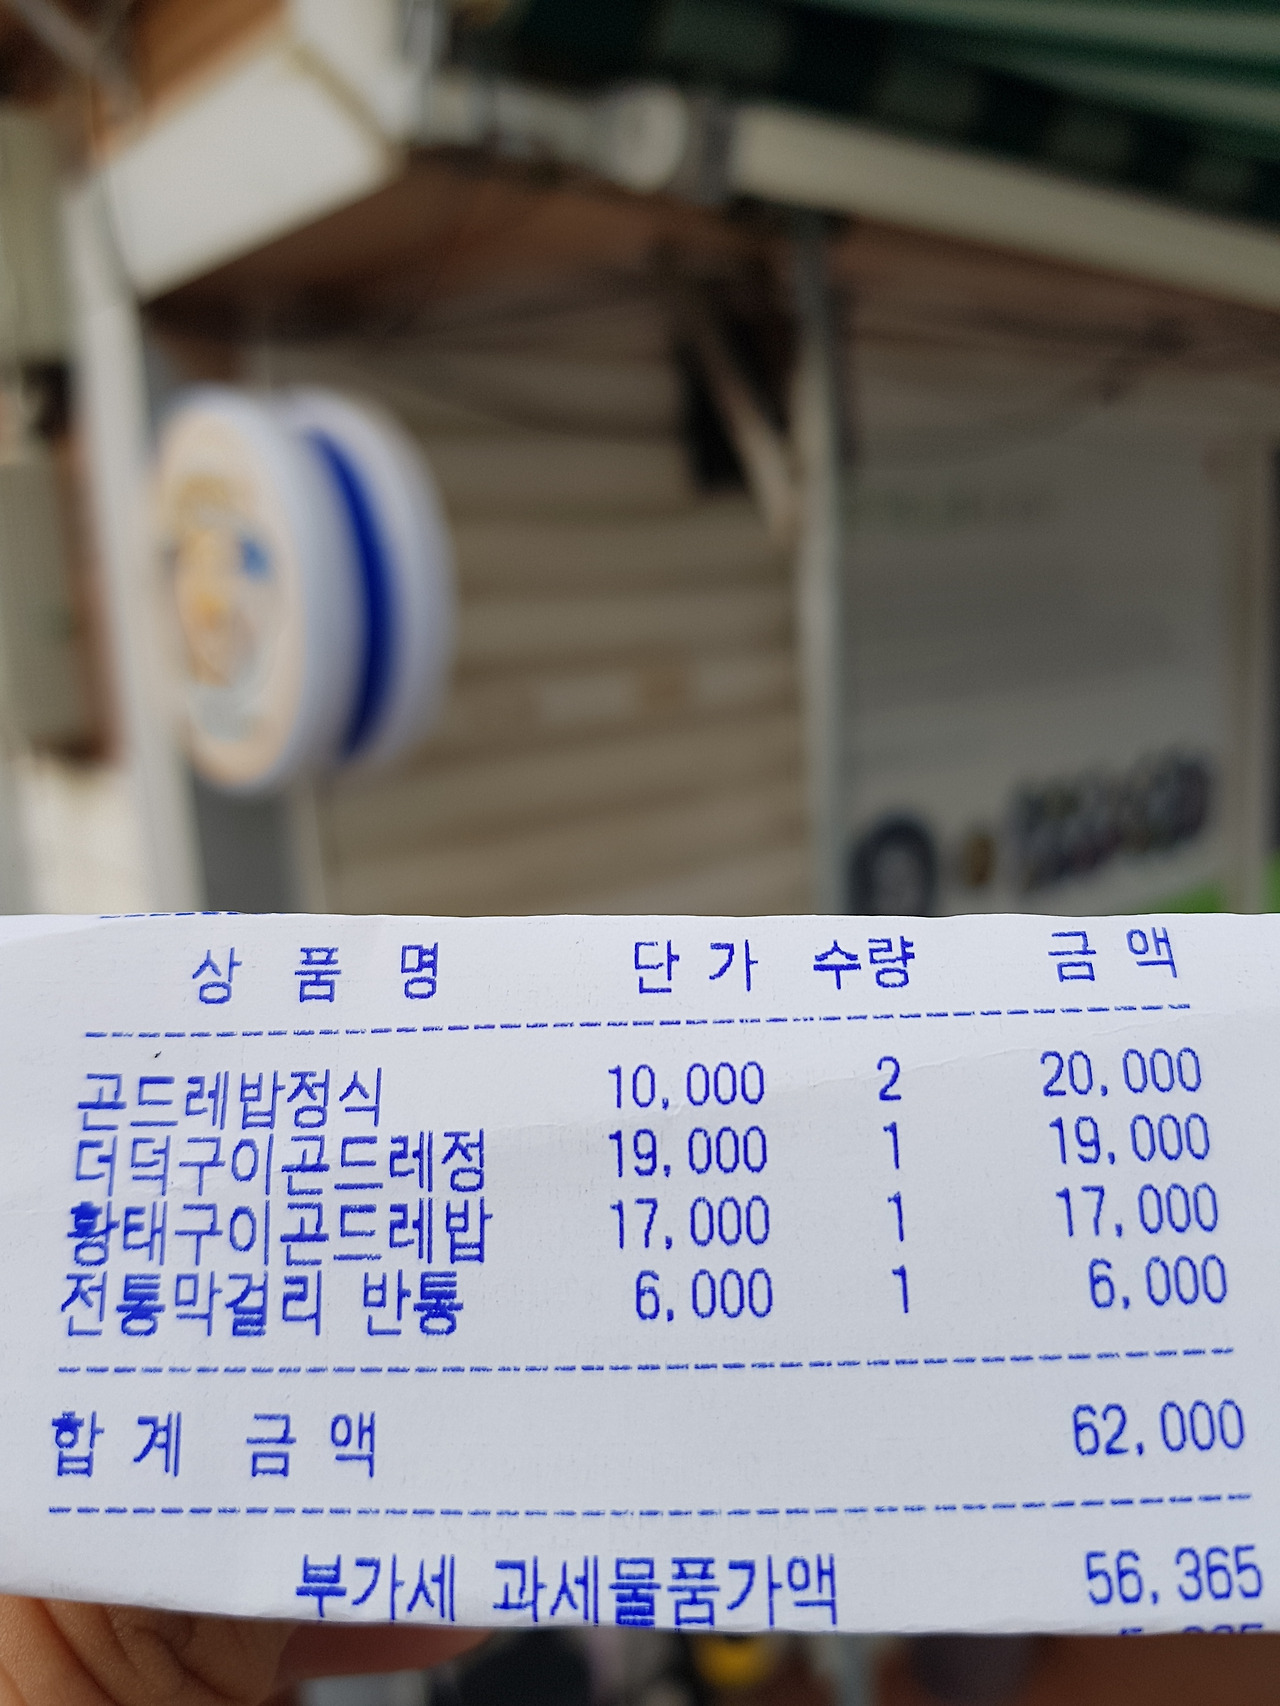 상 품 명 단 가 수량 금 액
곤드레밥정식 10,000 2 20,000
더덕구이곤드레정 19,000 1 19,000
황태구이곤드레밥 17,000 1 17,000
전통막걸리 반통 6,000 1 6,000
합 계 금 액 62,000
부가세 과세물품가액 56,365